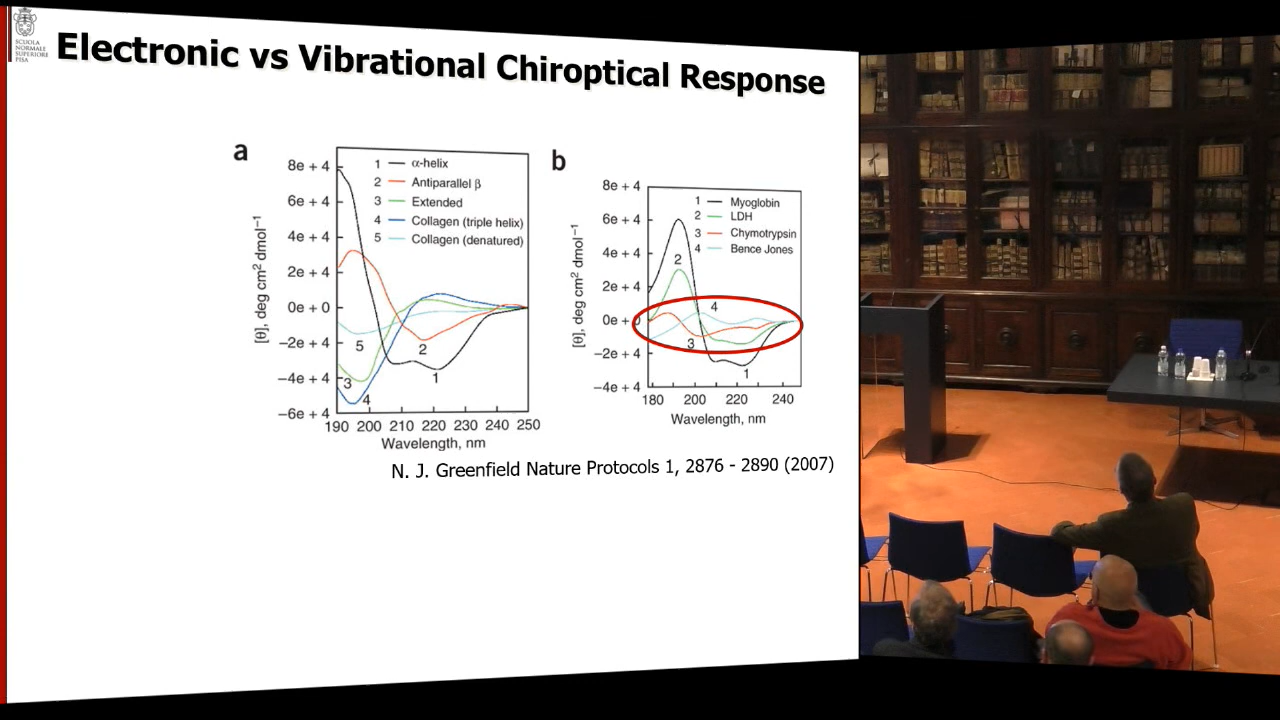 SCUOLA
NORMALE
SUPERIORE
PISA
Electronic vs Vibrational Chiroptical Response
a
8e + 4
6e + 4
4e + 4
2e + 4
0e + 0
−2e + 4
−4e + 4
−6e + 4
[θ], deg cm² dmol⁻¹
1 α-helix
2 Antiparallel β
3 Extended
4 Collagen (triple helix)
5 Collagen (denatured)
5
2
1
3
4
190 200 210 220 230 240 250
Wavelength, nm
b
8e + 4
6e + 4
4e + 4
2e + 4
0e + 0
−2e + 4
−4e + 4
[θ], deg cm² dmol⁻¹
1 Myoglobin
2 LDH
3 Chymotrypsin
4 Bence Jones
2
4
3
1
180 200 220 240
Wavelength, nm
N. J. Greenfield Nature Protocols 1, 2876 - 2890 (2007)